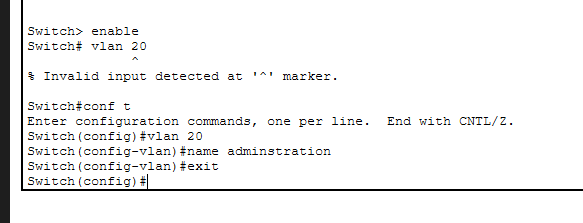 Switch> enable
Switch# vlan 20
^
% Invalid input detected at '^' marker.
Switch#conf t
Enter configuration commands, one per line. End with CNTL/Z.
Switch(config)#vlan 20
Switch(config-vlan)#name adminstration
Switch(config-vlan)#exit
Switch(config)#